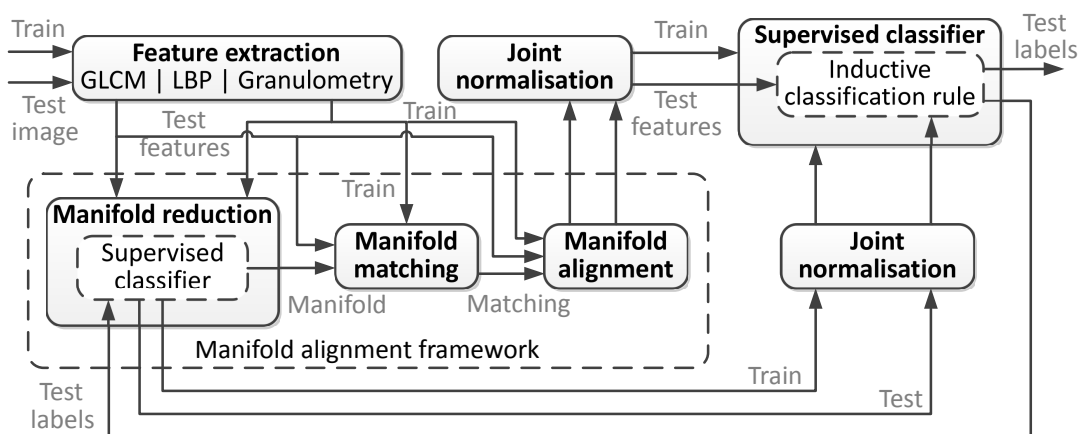 Train
Feature extraction
GLCM | LBP | Granulometry
Test
image
Joint
normalisation
Train
Test
features
Supervised classifier
Inductive
classification rule
Test
labels
Test
features
Train
Train
Manifold reduction
Supervised
classifier
Manifold
matching
Manifold
alignment
Joint
normalisation
Manifold
Matching
Manifold alignment framework
Train
Test
Test
labels